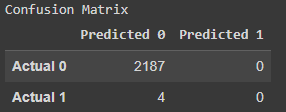 Confusion Matrix
Predicted 0 Predicted 1
Actual 0 2187 0
Actual 1 4 0